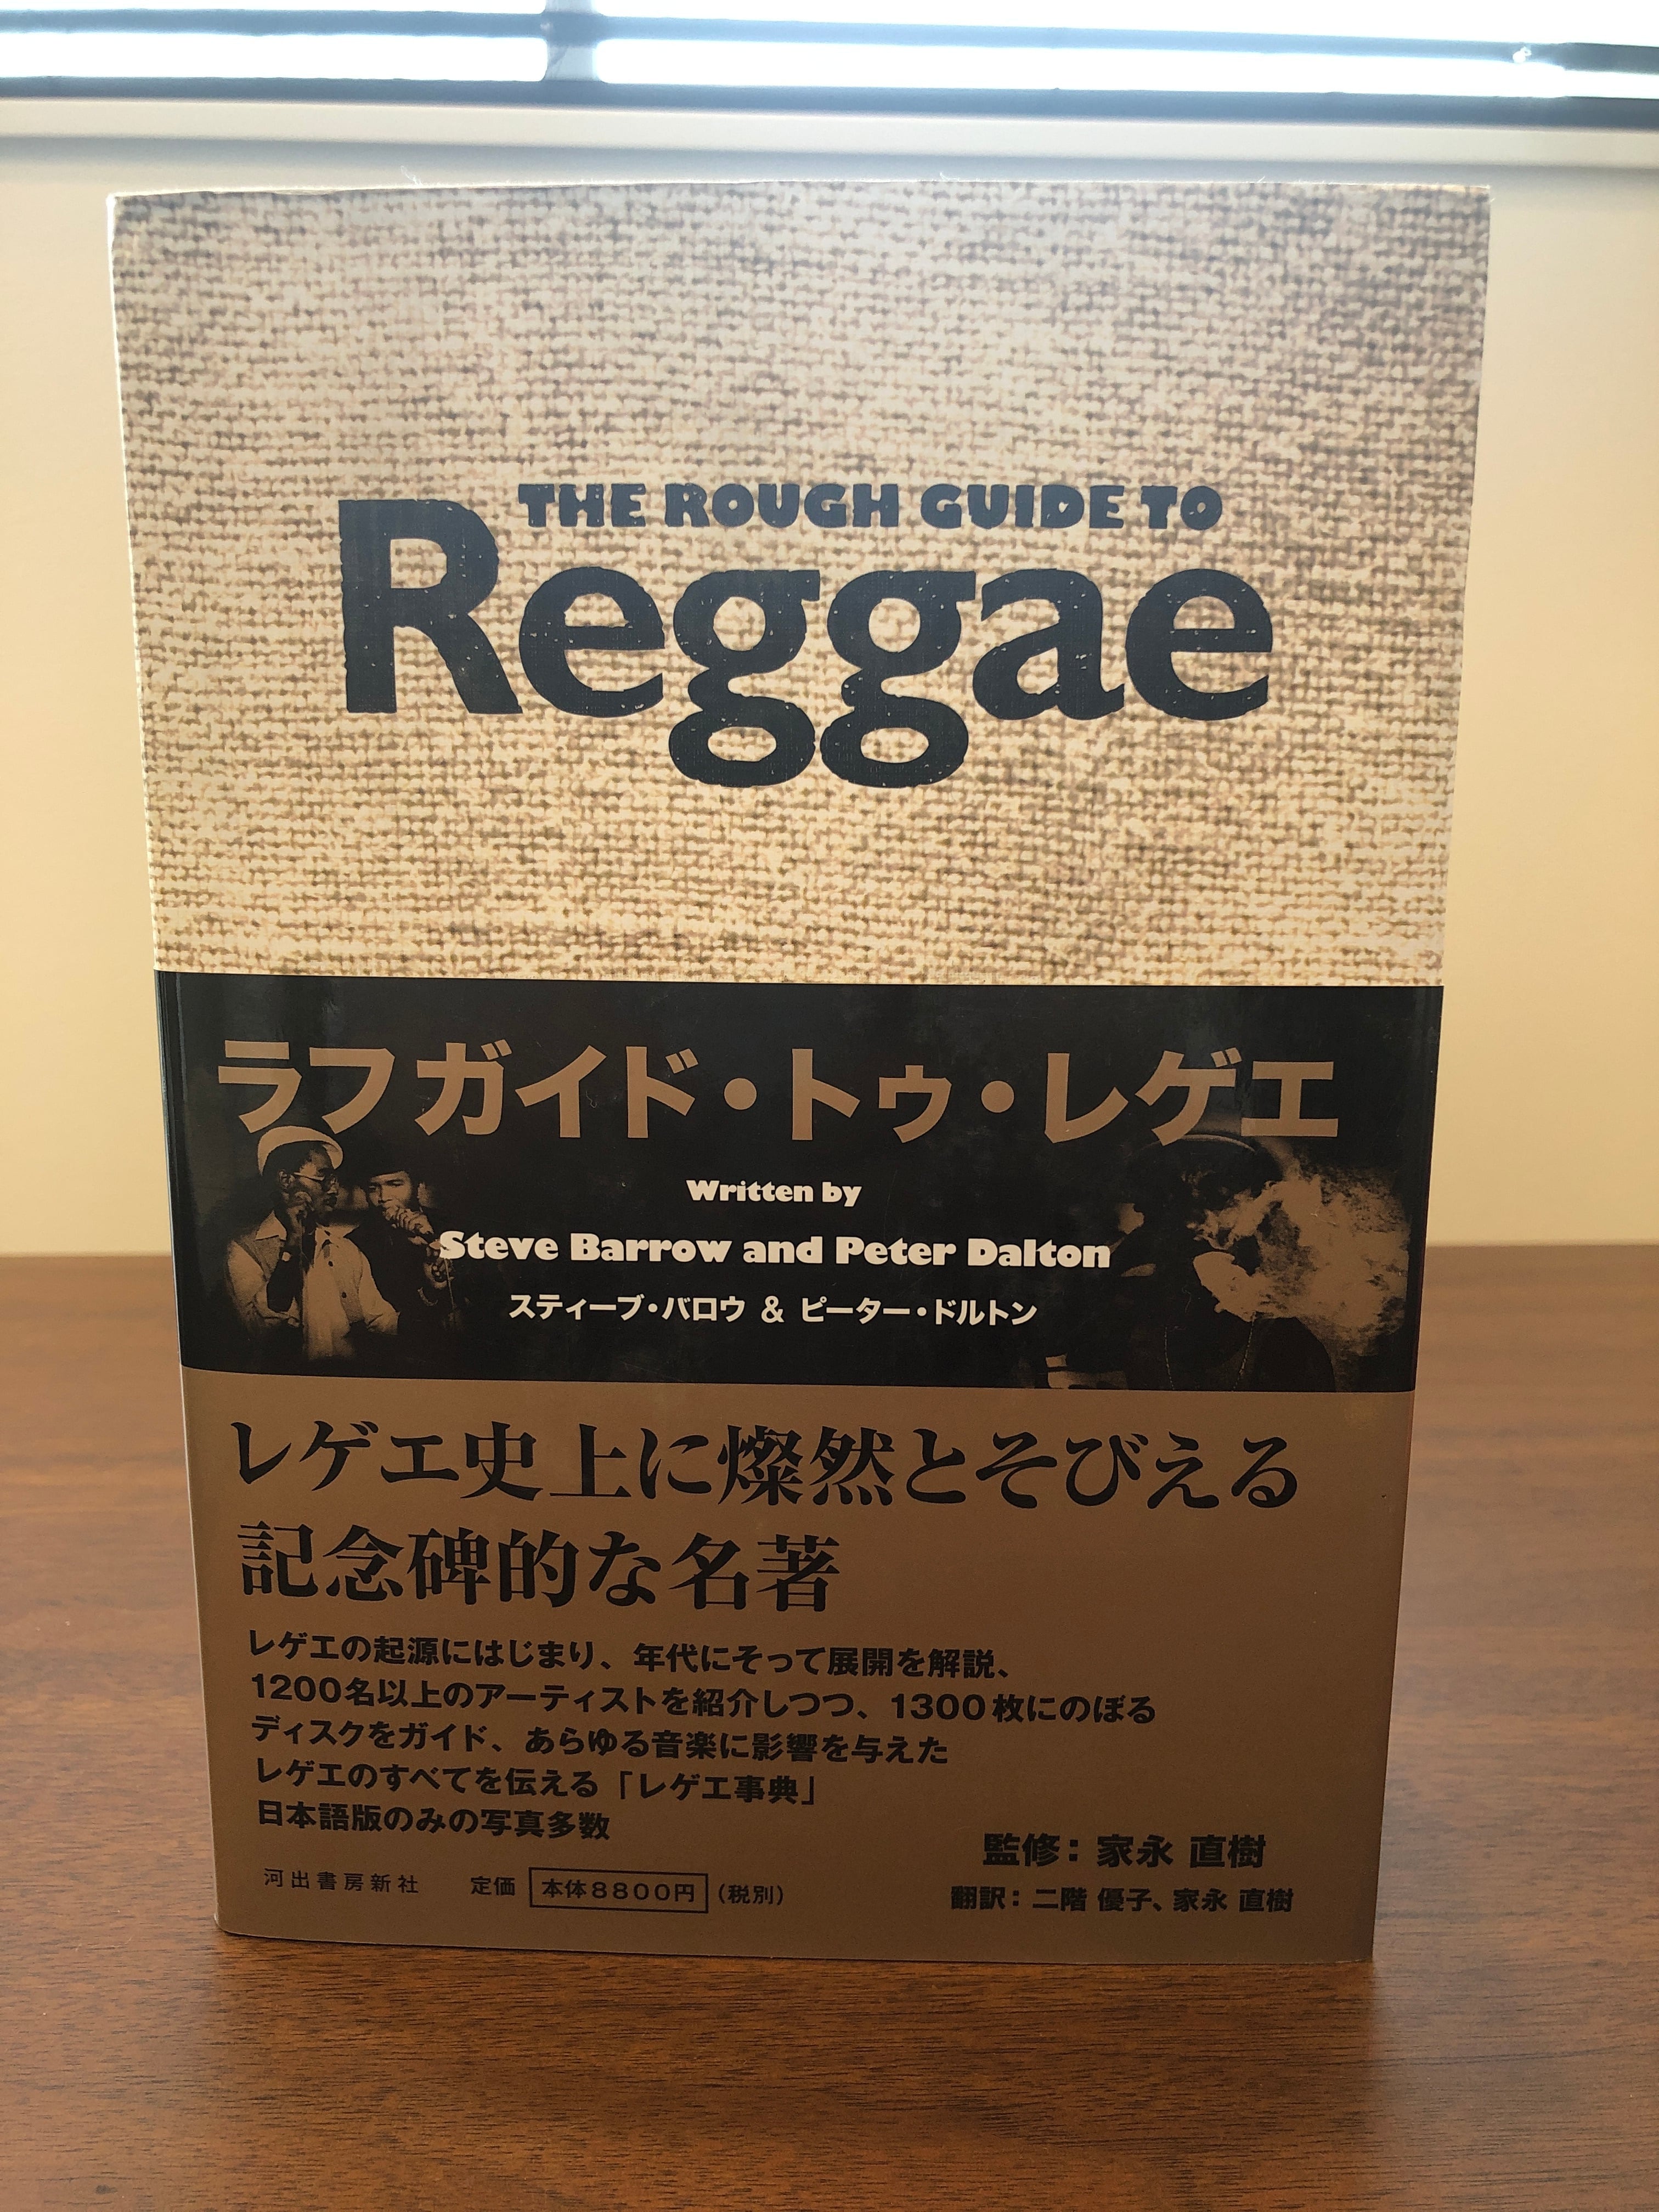 THE ROUGH GUIDE TO
Reggae
ラフガイド・トゥ・レゲエ
Written by
Steve Barrow and Peter Dalton
スティーブ・バロウ & ピーター・ドルトン
レゲエ史上に燦然とそびえる
記念碑的な名著
レゲエの起源にはじまり、年代にそって展開を解説、
1200名以上のアーティストを紹介しつつ、1300枚にのぼる
ディスクをガイド、あらゆる音楽に影響を与えた
レゲエのすべてを伝える「レゲエ事典」
日本語版のみの写真多数
監修：家永 直樹
翻訳：二階 優子、家永 直樹
河出書房新社 定価 本体8800円 (税別)